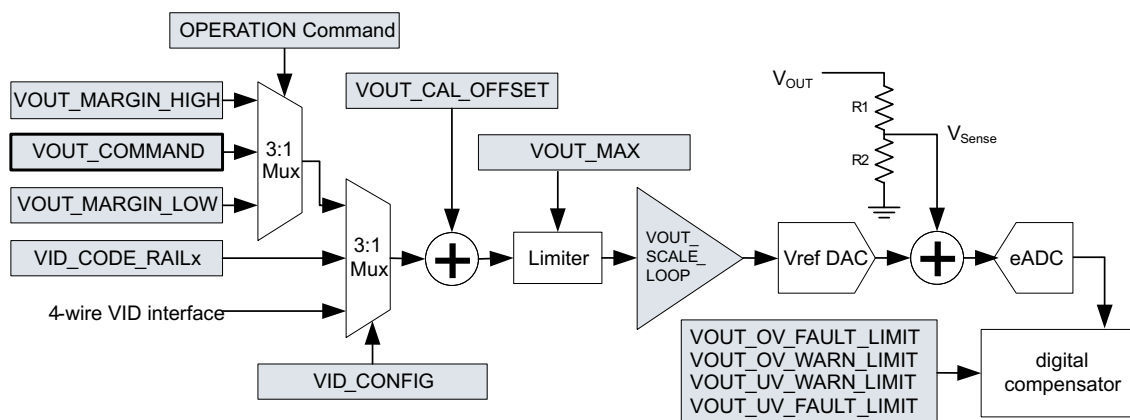 OPERATION Command
VOUT_MARGIN_HIGH
VOUT_COMMAND
VOUT_MARGIN_LOW
VID_CODE_RAILx
4-wire VID interface
3:1
Mux
3:1
Mux
VID_CONFIG
VOUT_CAL_OFFSET
+
VOUT_MAX
Limiter
VOUT_
SCALE_
LOOP
Vref DAC
VOUT
R1
R2
VSense
+
eADC
VOUT_OV_FAULT_LIMIT
VOUT_OV_WARN_LIMIT
VOUT_UV_WARN_LIMIT
VOUT_UV_FAULT_LIMIT
digital
compensator